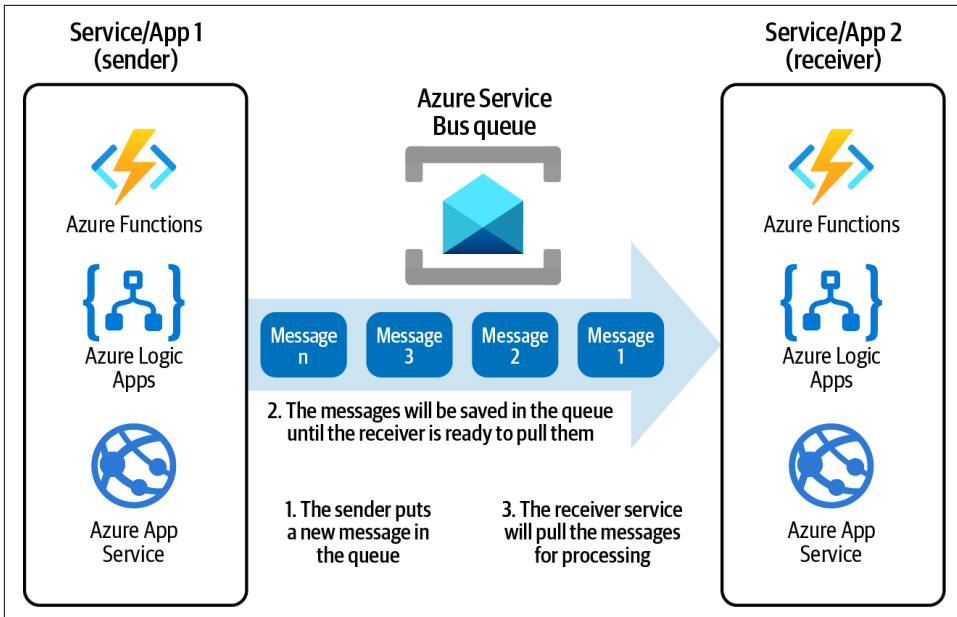 Service/App 1
(sender)
Azure Functions
Azure Logic
Apps
Azure App
Service
Azure Service
Bus queue
Message
n
Message
3
Message
2
Message
1
2. The messages will be saved in the queue
until the receiver is ready to pull them
1. The sender puts
a new message in
the queue
3. The receiver service
will pull the messages
for processing
Service/App 2
(receiver)
Azure Functions
Azure Logic
Apps
Azure App
Service